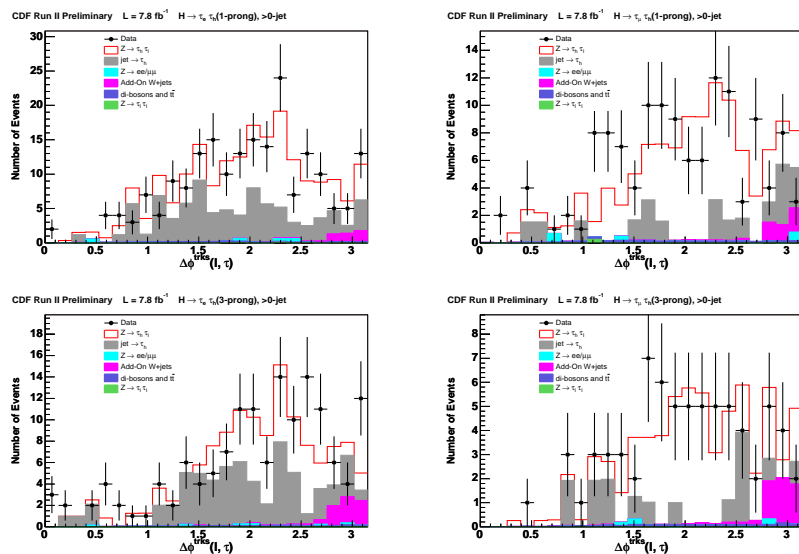 CDF Run II Preliminary L = 7.8 fb⁻¹ H → τₑ τₕ(1-prong), >0-jet
Number of Events
30
25
20
15
10
5
0
Data
Z → τₕ τₗ
jet → τₕ
Z → ee/μμ
Add-On W+jets
di-bosons and tt̄
Z → τₗ τₗ
0 0.5 1 1.5 2 2.5 3
Δϕᵗʳᵏˢ(l, τ)
CDF Run II Preliminary L = 7.8 fb⁻¹ H → τ_μ τₕ(1-prong), >0-jet
Number of Events
14
12
10
8
6
4
2
0
Data
Z → τₕ τₗ
jet → τₕ
Z → ee/μμ
Add-On W+jets
di-bosons and tt̄
Z → τₗ τₗ
0 0.5 1 1.5 2 2.5 3
Δϕᵗʳᵏˢ(l, τ)
CDF Run II Preliminary L = 7.8 fb⁻¹ H → τₑ τₕ(3-prong), >0-jet
Number of Events
18
16
14
12
10
8
6
4
2
0
Data
Z → τₕ τₗ
jet → τₕ
Z → ee/μμ
Add-On W+jets
di-bosons and tt̄
Z → τₗ τₗ
0 0.5 1 1.5 2 2.5 3
Δϕᵗʳᵏˢ(l, τ)
CDF Run II Preliminary L = 7.8 fb⁻¹ H → τ_μ τₕ(3-prong), >0-jet
Number of Events
8
7
6
5
4
3
2
1
0
Data
Z → τₕ τₗ
jet → τₕ
Z → ee/μμ
Add-On W+jets
di-bosons and tt̄
Z → τₗ τₗ
0 0.5 1 1.5 2 2.5 3
Δϕᵗʳᵏˢ(l, τ)